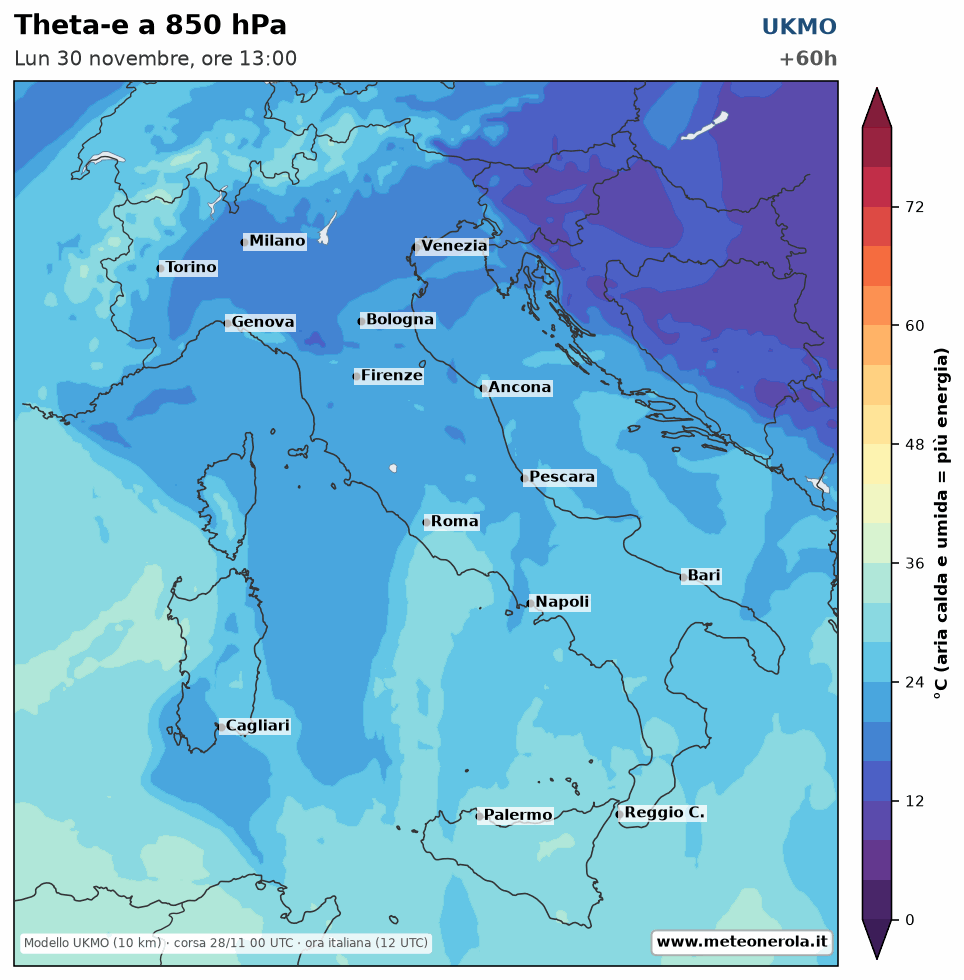 Theta-e a 850 hPa
UKMO
Lun 30 novembre, ore 13:00
+60h
Milano
Venezia
Torino
Genova
Bologna
Firenze
Ancona
Pescara
Roma
Bari
Napoli
Cagliari
Palermo
Reggio C.
72
60
48
36
24
12
0
°C (aria calda e umida = più energia)
Modello UKMO (10 km) · corsa 28/11 00 UTC · ora italiana (12 UTC)
www.meteonerola.it